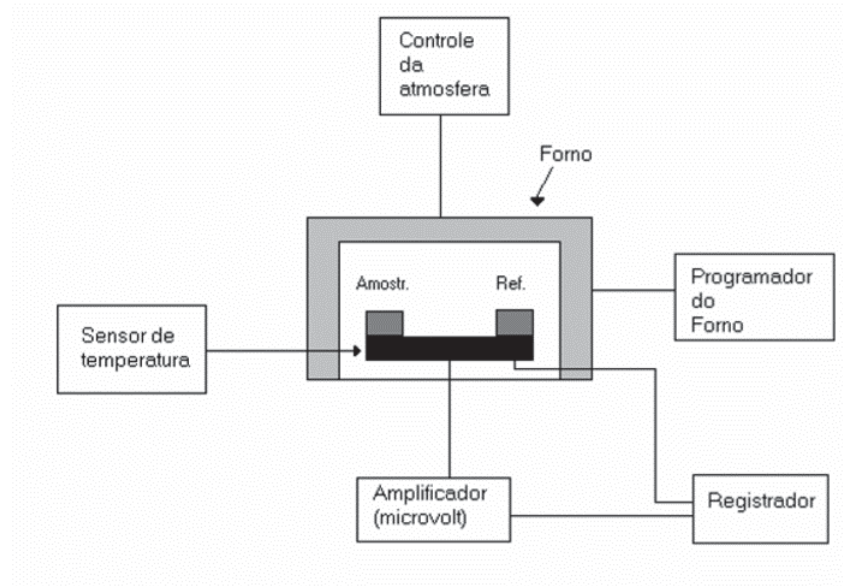 Controle
da
atmosfera
Forno
Amostr.
Ref.
Programador
do
Forno
Sensor de
temperatura
Amplificador
(microvolt)
Registrador